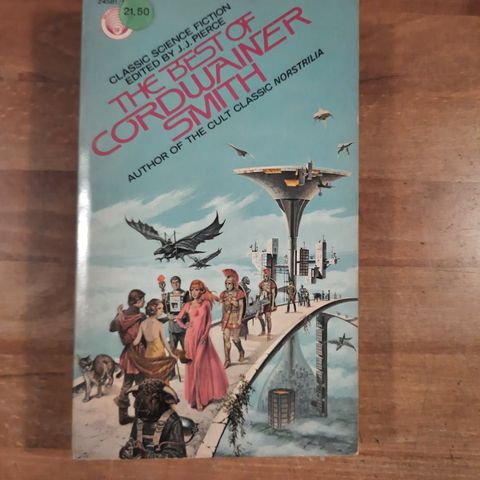 24581
21,50
CLASSIC SCIENCE FICTION
EDITED BY J.J. PIERCE
THE BEST OF
CORDWAINER
SMITH
AUTHOR OF THE CULT CLASSIC NORSTRILIA